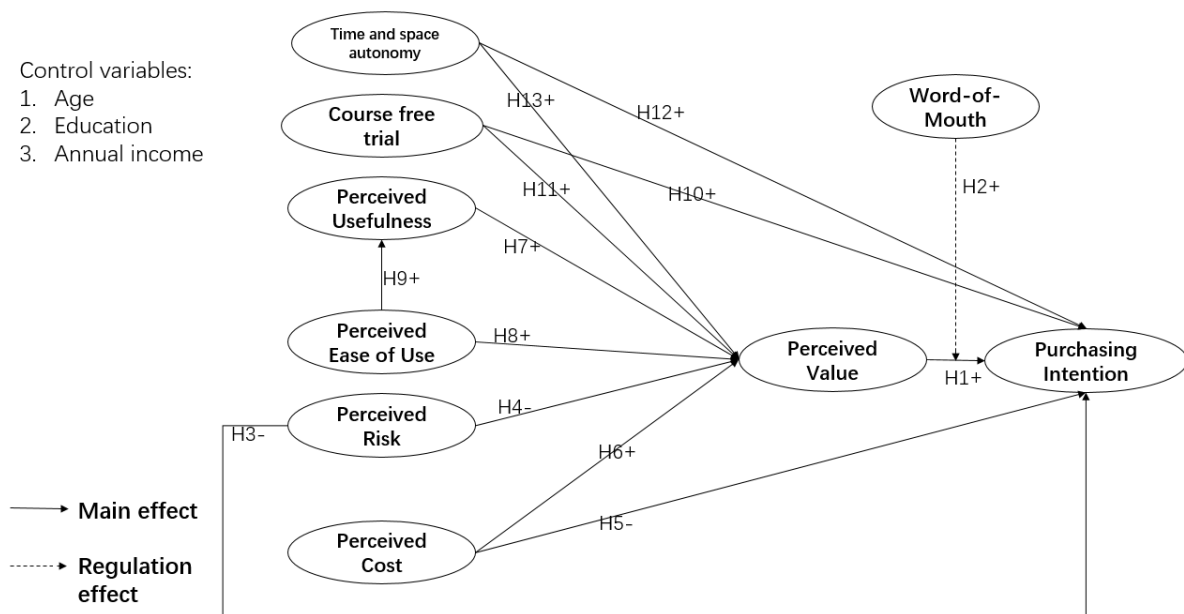 Time and space
autonomy
Control variables:
1. Age
2. Education
3. Annual income
Course free
trial
Word-of-
Mouth
H13+
H12+
H11+
H10+
H2+
Perceived
Usefulness
H7+
H9+
Perceived
Ease of Use
H8+
Perceived
Value
H1+
Purchasing
Intention
Perceived
Risk
H4-
H3-
H6+
H5-
Perceived
Cost
Main effect
Regulation
effect